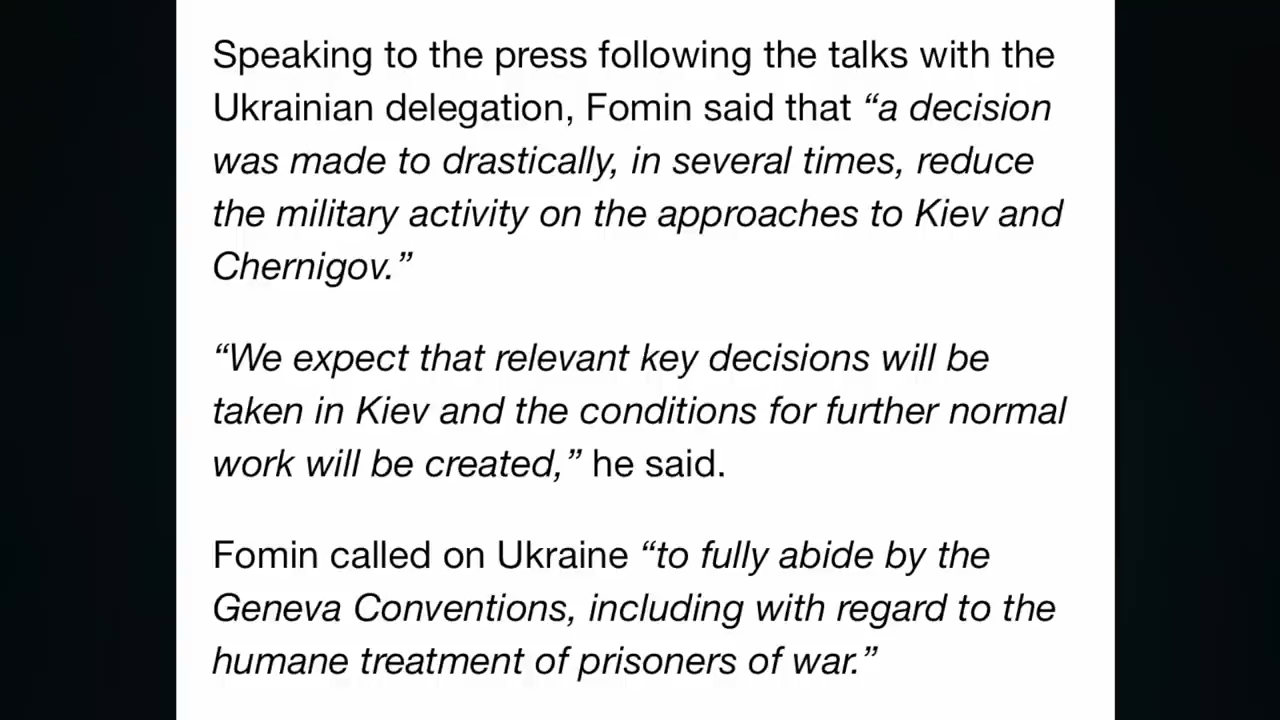 Speaking to the press following the talks with the
Ukrainian delegation, Fomin said that “a decision
was made to drastically, in several times, reduce
the military activity on the approaches to Kiev and
Chernigov.”
“We expect that relevant key decisions will be
taken in Kiev and the conditions for further normal
work will be created,” he said.
Fomin called on Ukraine “to fully abide by the
Geneva Conventions, including with regard to the
humane treatment of prisoners of war.”